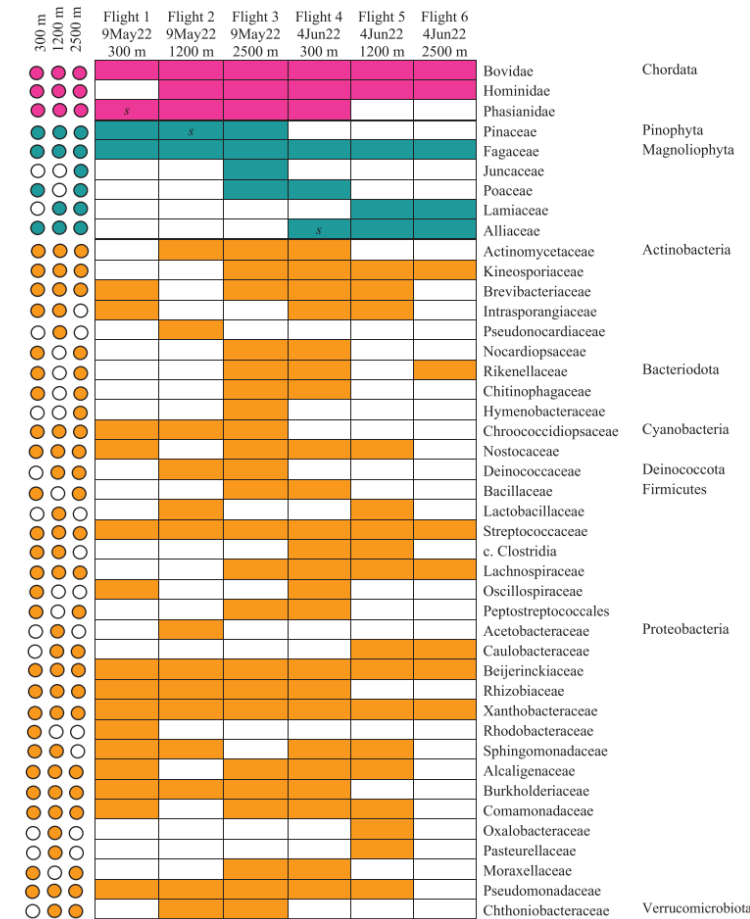 300 m 1200 m 2500 m
Flight 1 Flight 2 Flight 3 Flight 4 Flight 5 Flight 6
9May22 9May22 9May22 4Jun22 4Jun22 4Jun22
300 m 1200 m 2500 m 300 m 1200 m 2500 m
Bovidae Chordata
Hominidae
s Phasianidae
s Pinaceae Pinophyta
Fagaceae Magnoliophyta
Juncaceae
Poaceae
Lamiaceae
s Alliaceae
Actinomycetaceae Actinobacteria
Kineosporiaceae
Brevibacteriaceae
Intrasporangiaceae
Pseudonocardiaceae
Nocardiopsaceae
Rikenellaceae Bacteriodota
Chitinophagaceae
Hymenobacteraceae
Chroococcidiopsaceae Cyanobacteria
Nostocaceae
Deinococcaceae Deinococcota
Bacillaceae Firmicutes
Lactobacillaceae
Streptococcaceae
c. Clostridia
Lachnospiraceae
Oscillospiraceae
Peptostreptococcales
Acetobacteraceae Proteobacteria
Caulobacteraceae
Beijerinckiaceae
Rhizobiaceae
Xanthobacteraceae
Rhodobacteraceae
Sphingomonadaceae
Alcaligenaceae
Burkholderiaceae
Comamonadaceae
Oxalobacteraceae
Pasteurellaceae
Moraxellaceae
Pseudomonadaceae
Chthoniobacteraceae Verrucomicrobiota